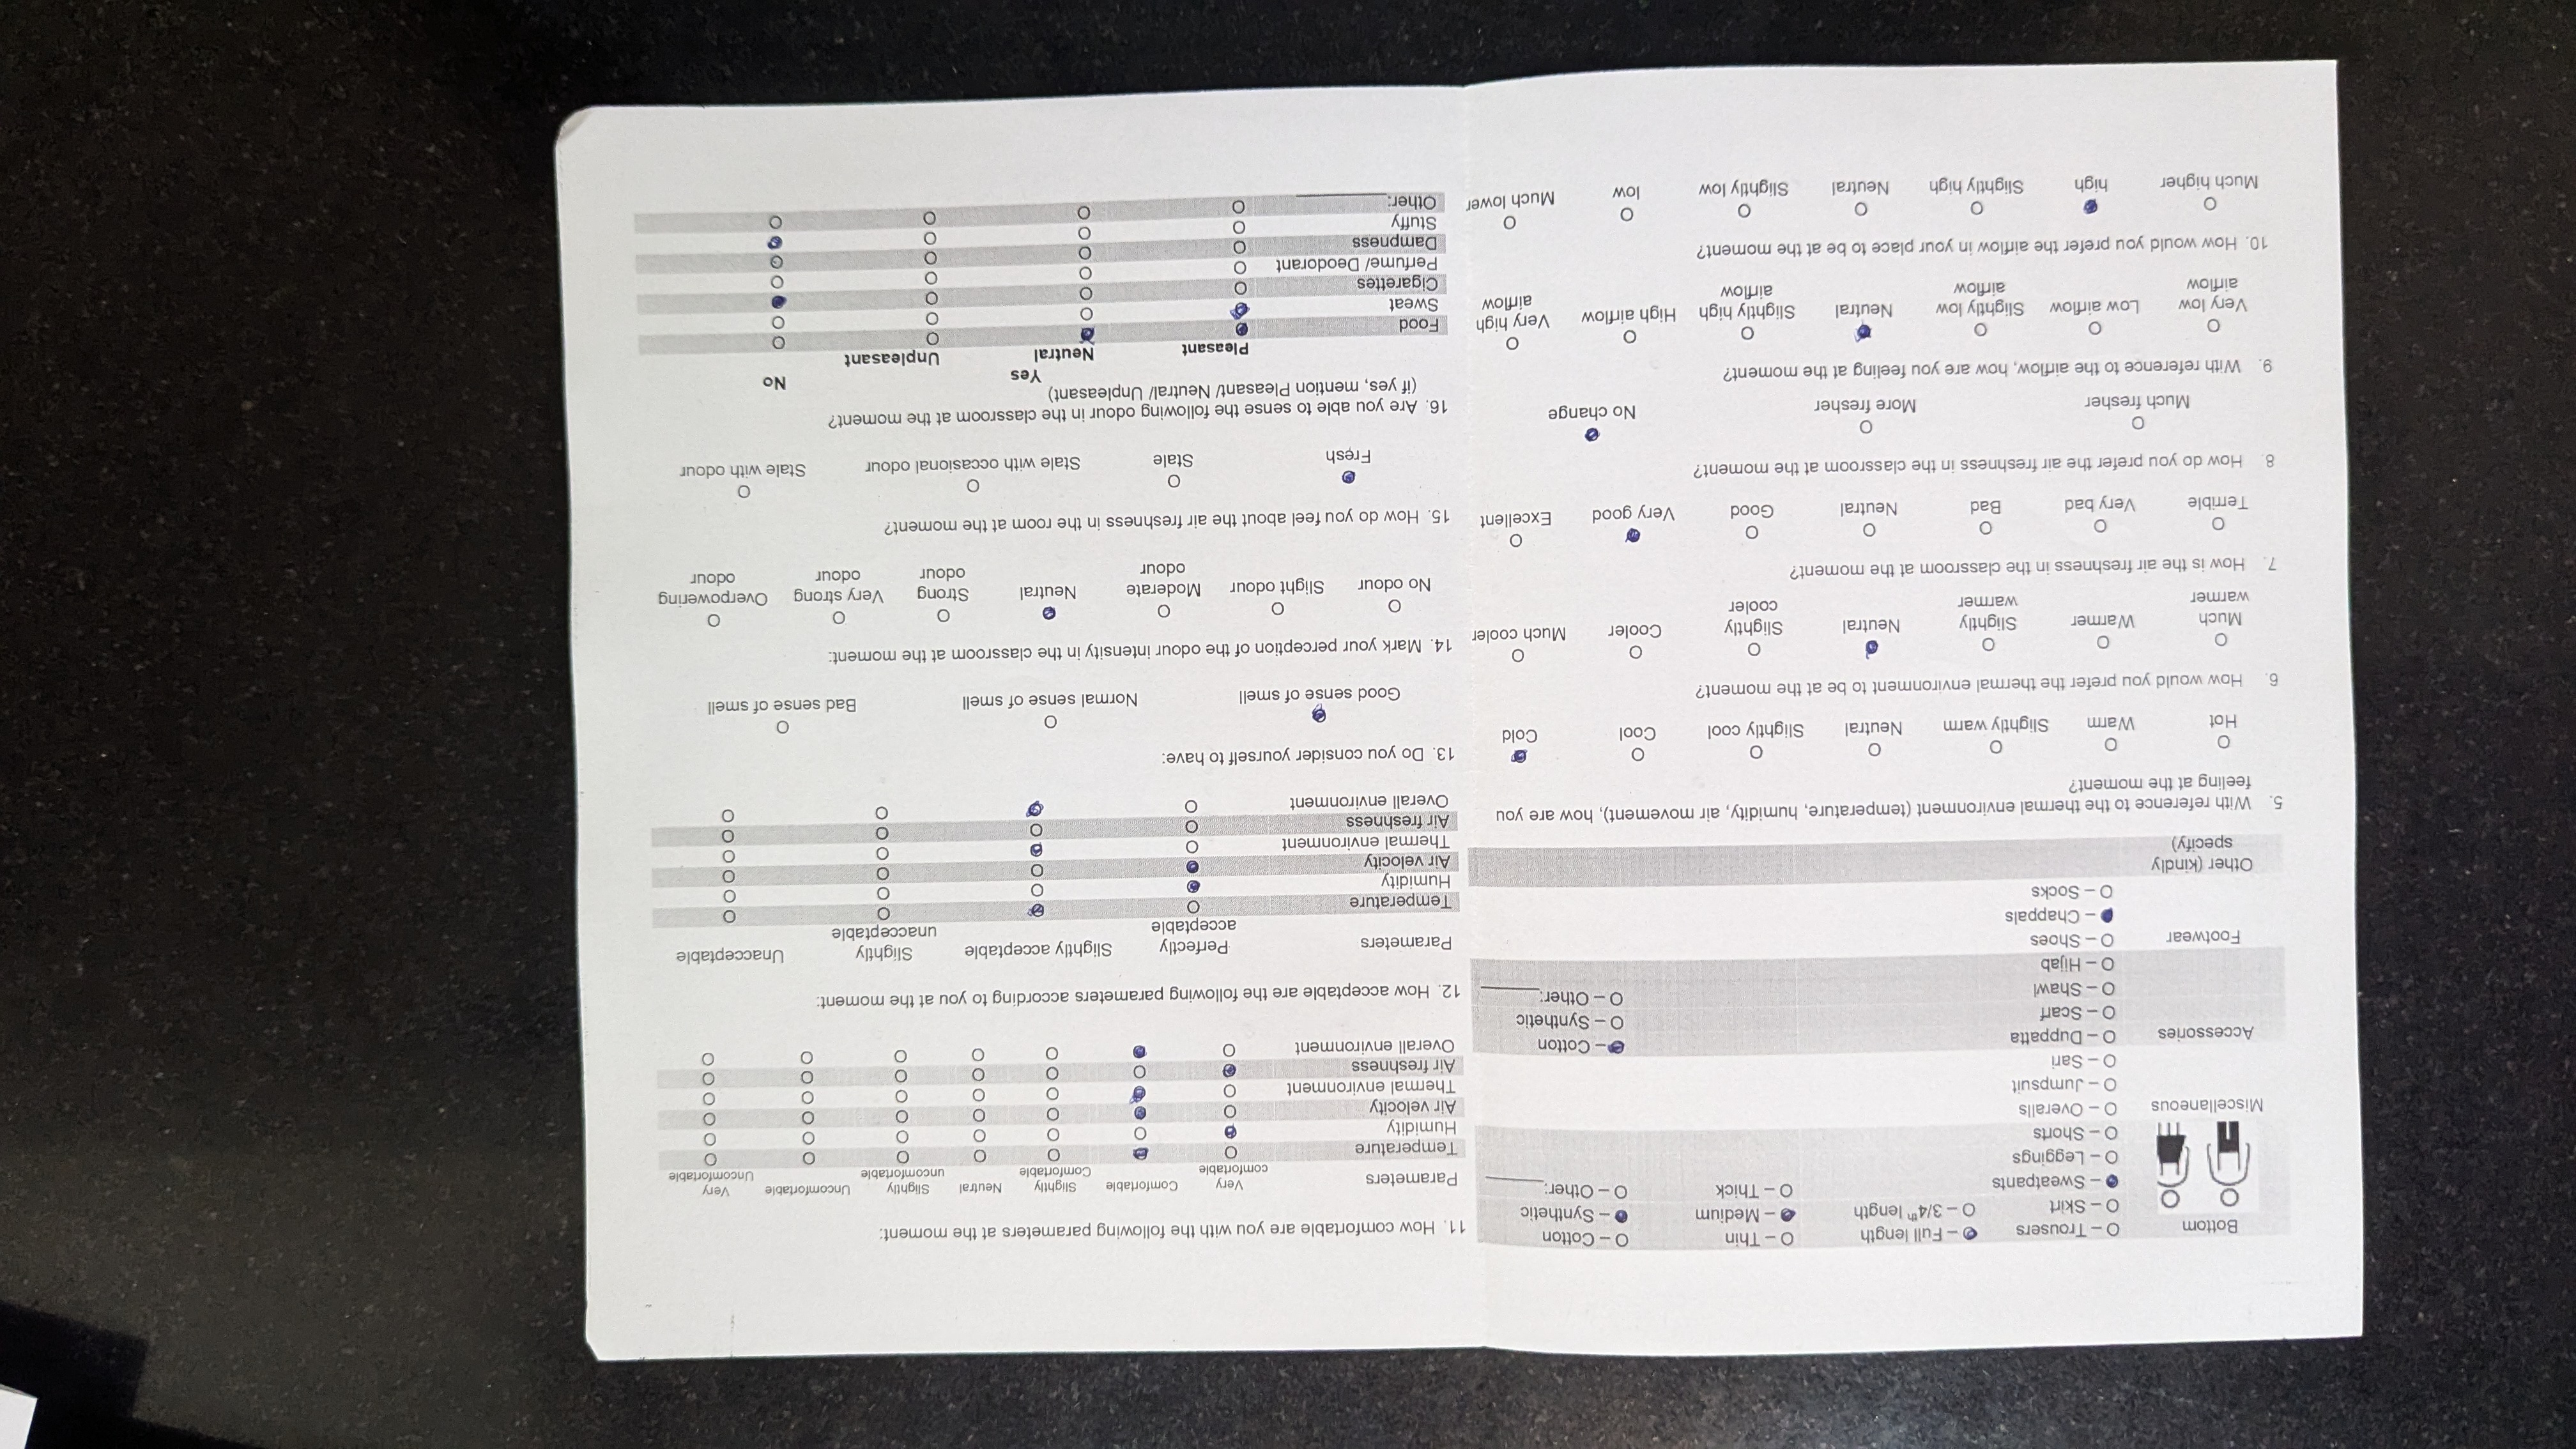 Bottom
O – Trousers
O – Skirt
– Sweatpants
O – Leggings
O – Shorts
– Full length
O – 3/4th length
O – Thin
– Medium
O – Thick
O – Cotton
– Synthetic
O – Other:
Miscellaneous
O – Overalls
O – Jumpsuit
O – Sari
Accessories
O – Duppatta
O – Scarf
O – Shawl
O – Hijab
– Cotton
O – Synthetic
O – Other:
Footwear
O – Shoes
– Chappals
O – Socks
Other (kindly
specify)
5. With reference to the thermal environment (temperature, humidity, air movement), how are you
feeling at the moment?
Hot Warm Slightly warm Neutral Slightly cool Cool Cold
6. How would you prefer the thermal environment to be at the moment?
Much warmer Warmer Slightly warmer Neutral Slightly cooler Cooler Much cooler
7. How is the air freshness in the classroom at the moment?
Terrible Very bad Bad Neutral Good Very good Excellent
8. How do you prefer the air freshness in the classroom at the moment?
Much fresher More fresher No change
9. With reference to the airflow, how are you feeling at the moment?
Very low airflow Low airflow Slightly low airflow Neutral Slightly high airflow High airflow Very high airflow
10. How would you prefer the airflow in your place to be at the moment?
Much higher high Slightly high Neutral Slightly low low Much lower
11. How comfortable are you with the following parameters at the moment:
Parameters Very comfortable Comfortable Slightly Comfortable Neutral Slightly uncomfortable Uncomfortable Very Uncomfortable
Temperature
Humidity
Air velocity
Thermal environment
Air freshness
Overall environment
12. How acceptable are the following parameters according to you at the moment:
Parameters Perfectly acceptable Slightly acceptable Slightly unacceptable Unacceptable
Temperature
Humidity
Air velocity
Thermal environment
Air freshness
Overall environment
13. Do you consider yourself to have:
Good sense of smell Normal sense of smell Bad sense of smell
14. Mark your perception of the odour intensity in the classroom at the moment:
No odour Slight odour Moderate odour Neutral Strong odour Very strong odour Overpowering odour
15. How do you feel about the air freshness in the room at the moment?
Fresh Stale Stale with occasional odour Stale with odour
16. Are you able to sense the following odour in the classroom at the moment?
(if yes, mention Pleasant/ Neutral/ Unpleasant)
Yes No
Pleasant Neutral Unpleasant
Food
Sweat
Cigarettes
Perfume/ Deodorant
Dampness
Stuffy
Other: